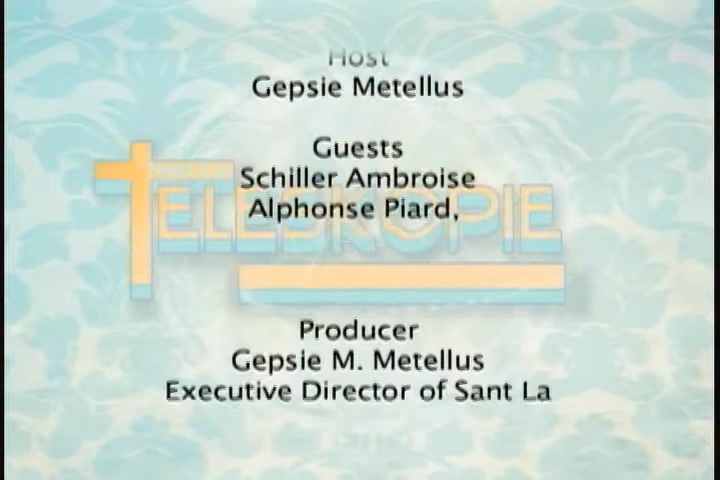 Host
Gepsie Metellus
Guests
Schiller Ambroise
Alphonse Piard,
TELESKOPIE
Producer
Gepsie M. Metellus
Executive Director of Sant La